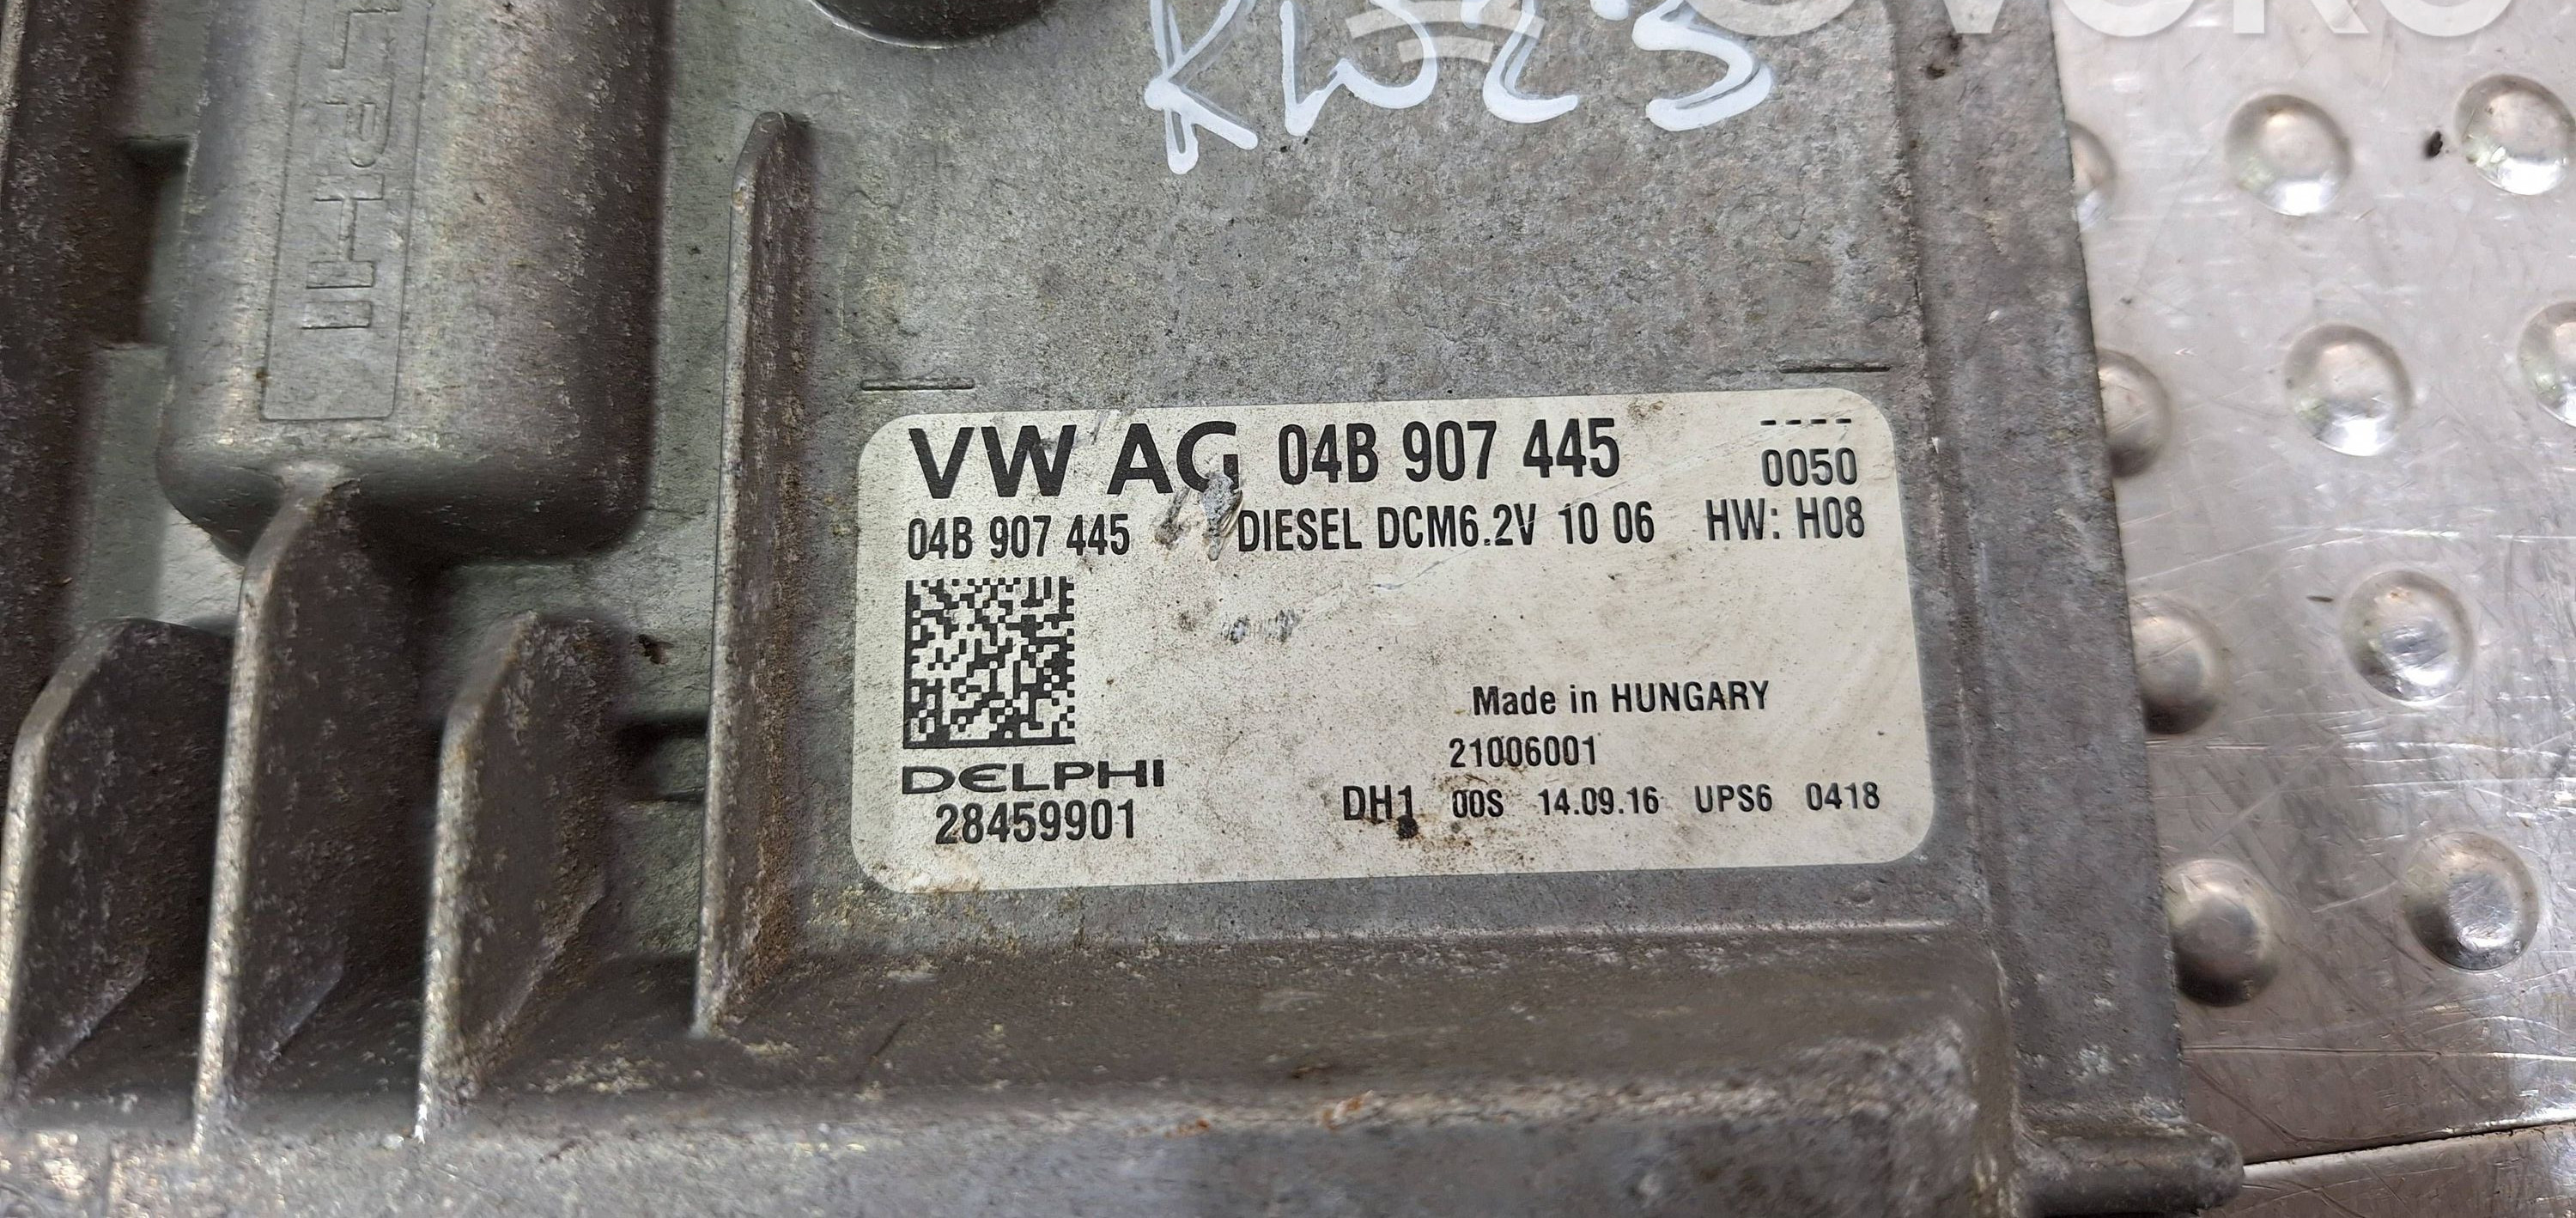 VW AG 04B 907 445 ----
0050
04B 907 445 DIESEL DCM6.2V 10 06 HW: H08
Made in HUNGARY
21006001
DELPHI
28459901
DH1 00S 14.09.16 UPS6 0418
LPHI